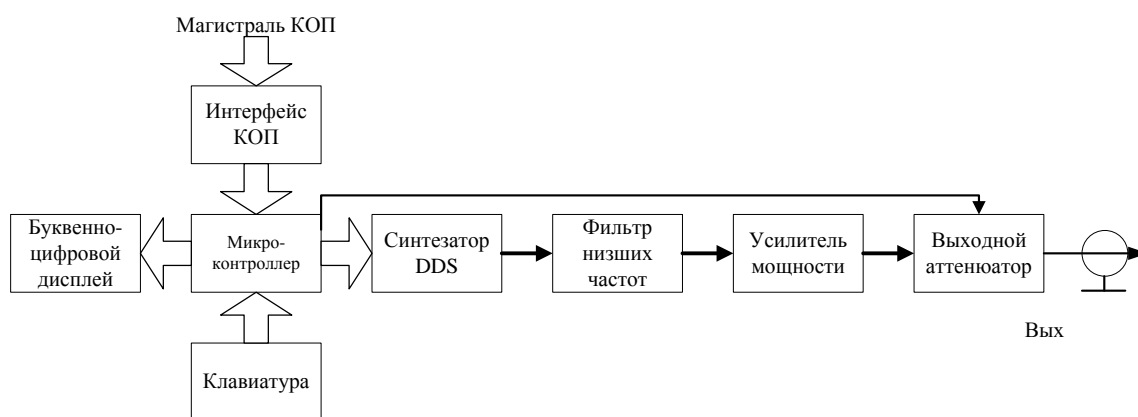 Магистраль КОП
Интерфейс
КОП
Буквенно-
цифровой
дисплей
Микро-
контроллер
Синтезатор
DDS
Фильтр
низших
частот
Усилитель
мощности
Выходной
аттенюатор
Вых
Клавиатура